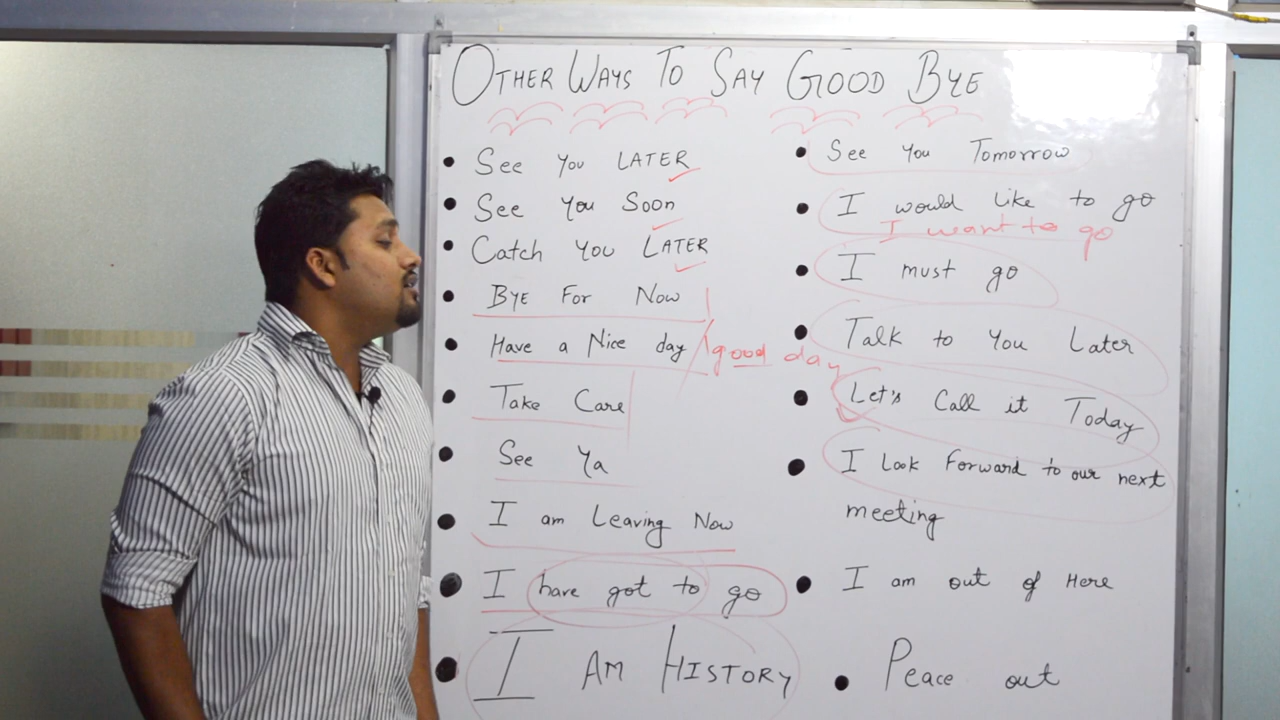 OTHER WAYS TO SAY GOOD BYE
• See You LATER
• See You Soon
• Catch You LATER
• Bye For Now
• Have a Nice day / good day
• Take Care
• See Ya
• I am Leaving Now
• I have got to go
• I AM HISTORY
• See You Tomorrow
• I would like to go
I want to go
• I must go
• Talk to You Later
• Let's Call it Today
• I Look Forward to our next
meeting
• I am out of Here
• Peace out